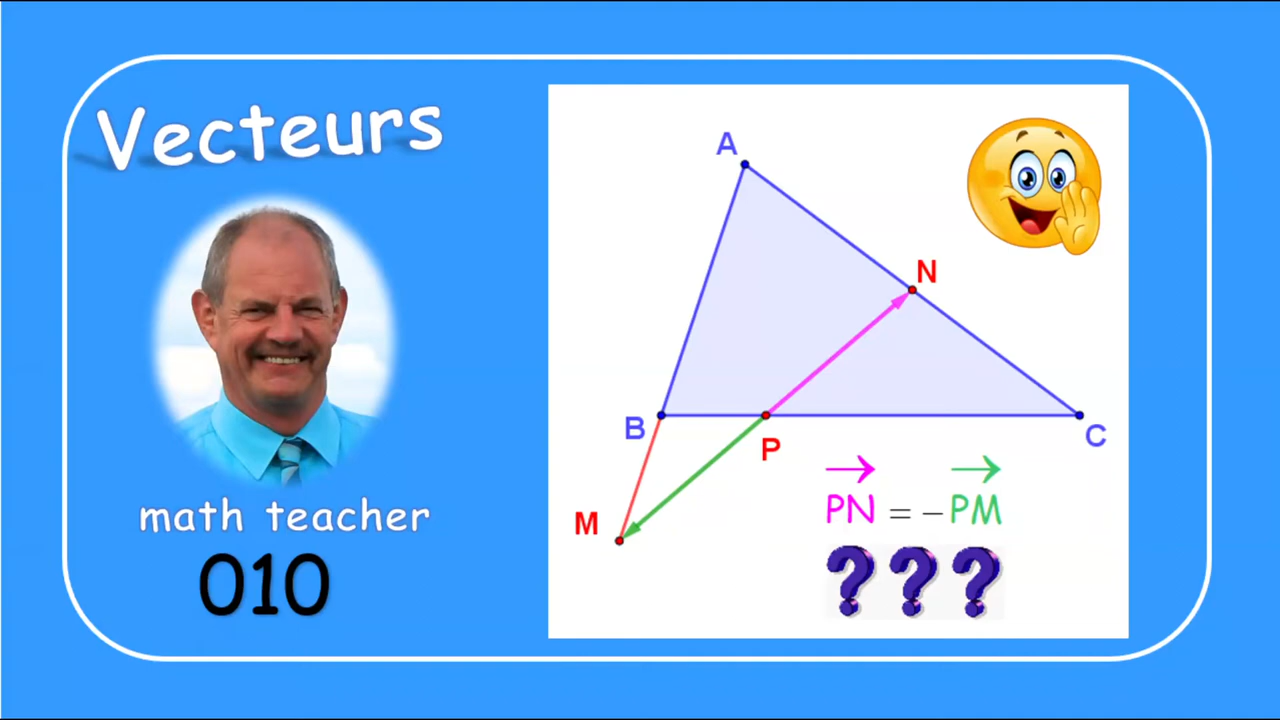 Vecteurs
math teacher
010
A
N
B
P
C
M
PN = - PM
???